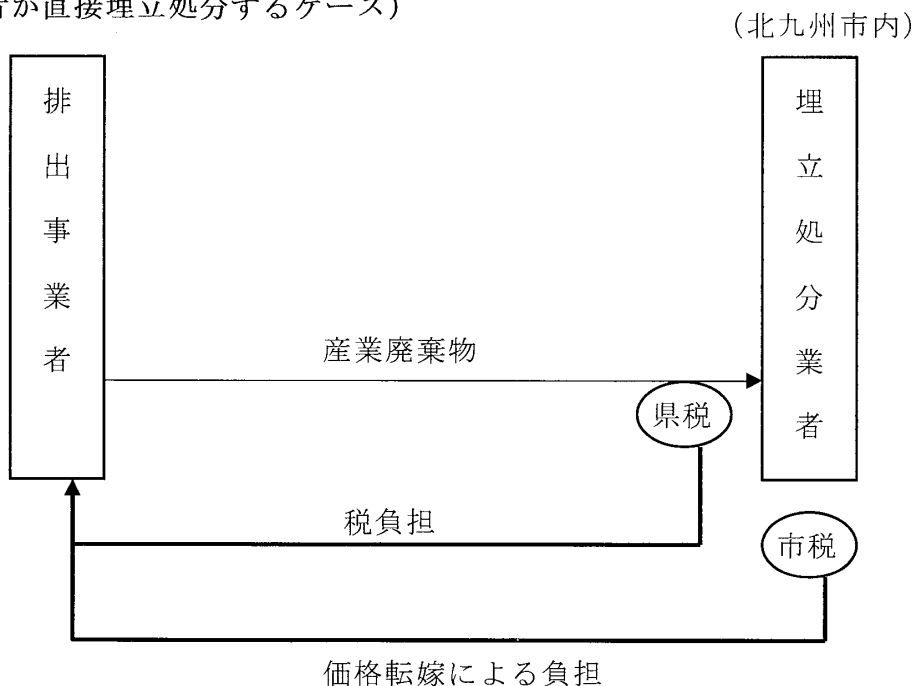 が直接埋立処分するケース)
(北九州市内)
排出事業者
埋立処分業者
産業廃棄物
県税
税負担
市税
価格転嫁による負担